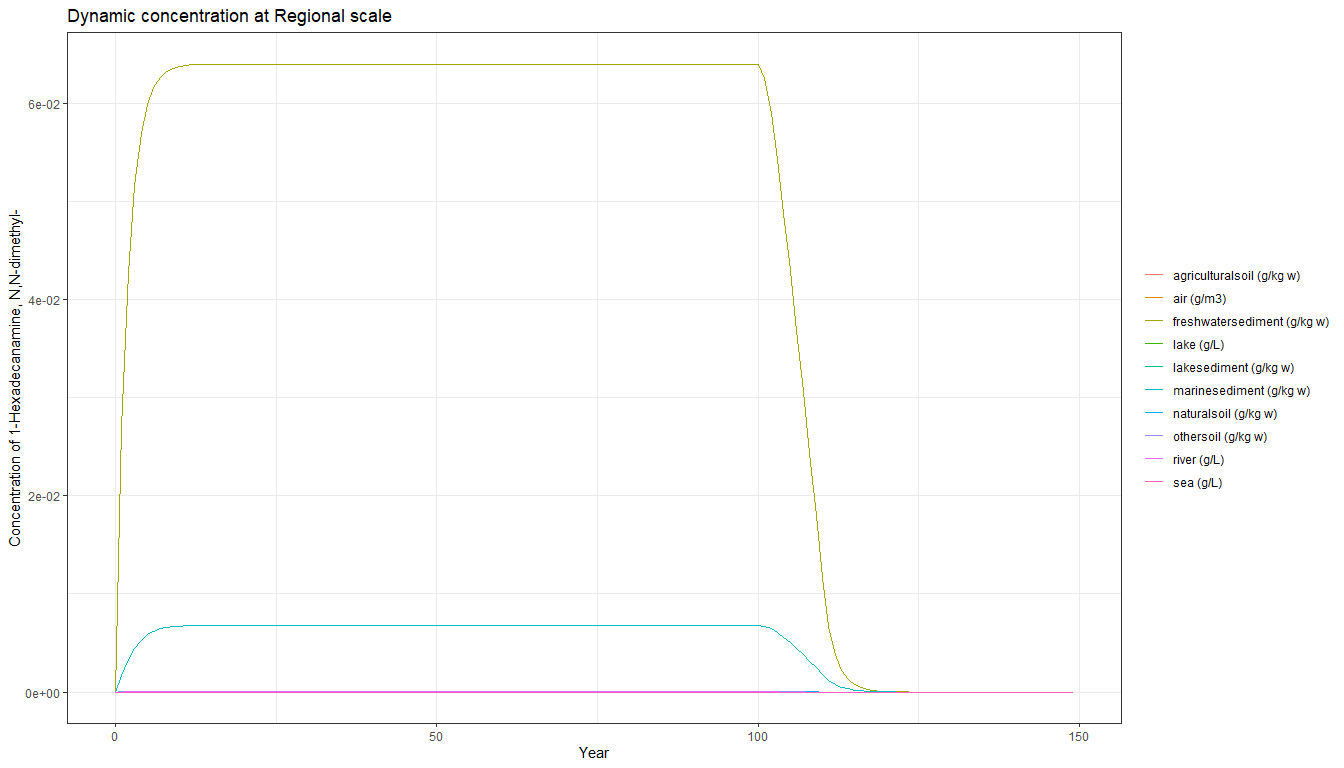 Dynamic concentration at Regional scale
Concentration of 1-Hexadecanamine, N,N-dimethyl-
6e-02
4e-02
2e-02
0e+00
0
50
100
150
Year
agriculturalsoil (g/kg w)
air (g/m3)
freshwatersediment (g/kg w)
lake (g/L)
lakesediment (g/kg w)
marinesediment (g/kg w)
naturalsoil (g/kg w)
othersoil (g/kg w)
river (g/L)
sea (g/L)